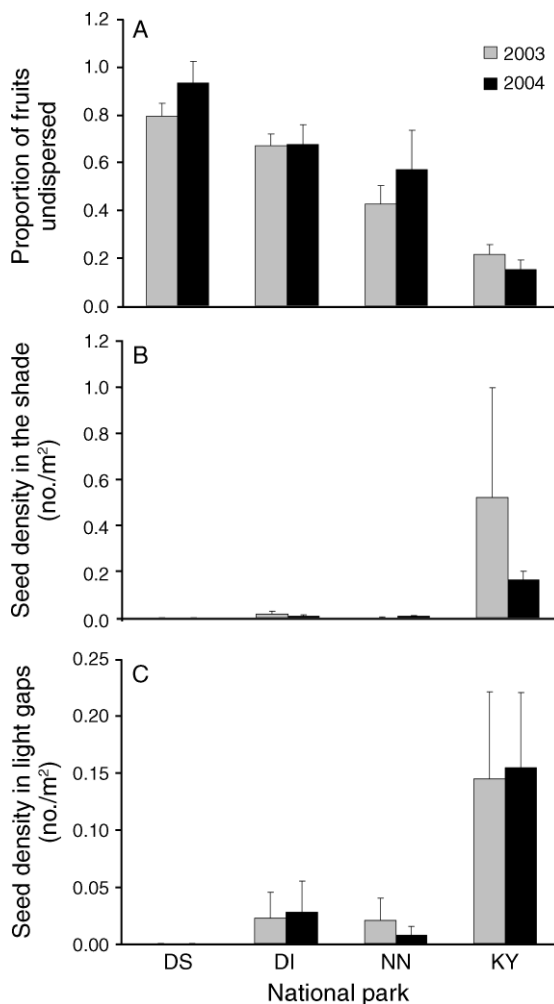 A
2003
2004
Proportion of fruits
undispersed
1.2
1.0
0.8
0.6
0.4
0.2
0.0
B
Seed density in the shade
(no./m²)
1.2
1.0
0.8
0.6
0.4
0.2
0.0
C
Seed density in light gaps
(no./m²)
0.25
0.20
0.15
0.10
0.05
0.00
DS DI NN KY
National park